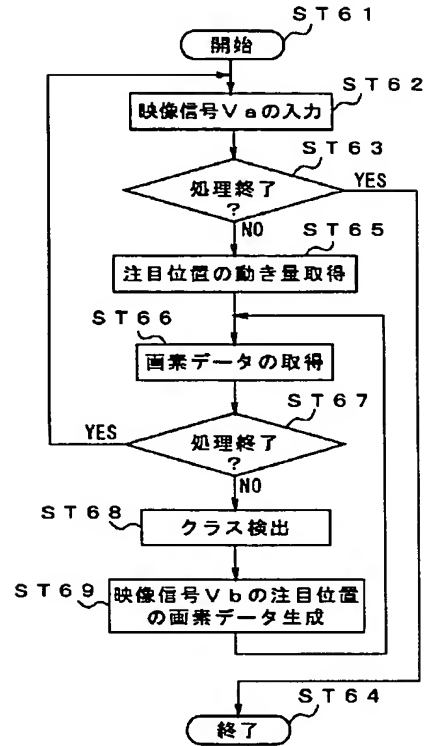 ST61
開始
ST62
映像信号Vaの入力
ST63
処理終了
?
YES
NO
ST65
注目位置の動き量取得
ST66
画素データの取得
ST67
YES
処理終了
?
NO
ST68
クラス検出
ST69
映像信号Vbの注目位置
の画素データ生成
ST64
終了